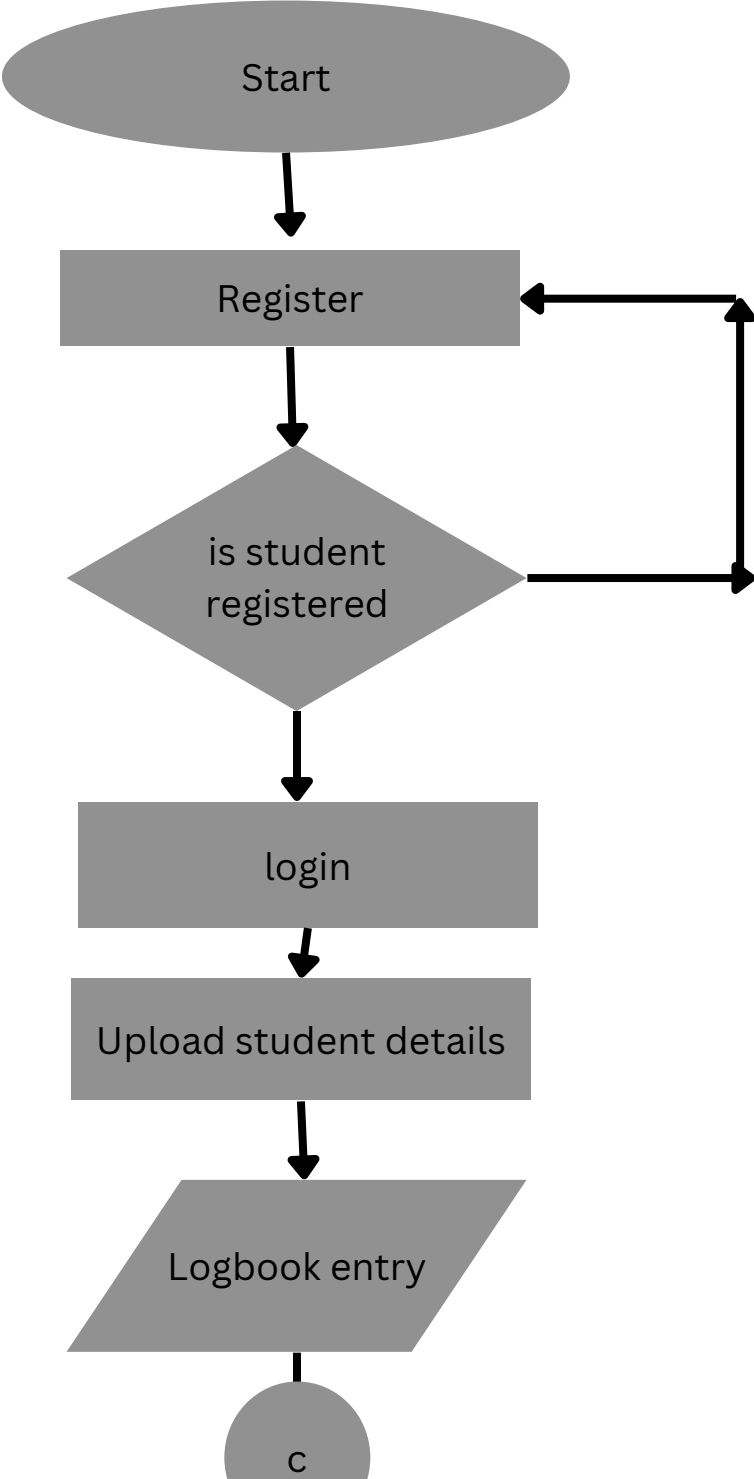 Start
Register
is student
registered
login
Upload student details
Logbook entry
c